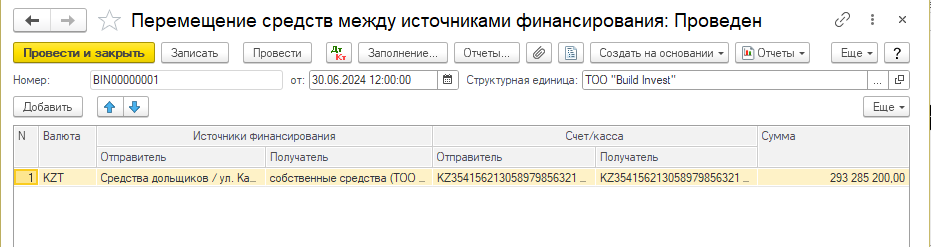 Перемещение средств между источниками финансирования: Проведен
Провести и закрыть Записать Провести Дт Кт Заполнение... Отчеты... Создать на основании Отчеты Еще ?
Номер: BIN00000001 от: 30.06.2024 12:00:00 Структурная единица: ТОО "Build Invest" ...
Добавить Еще
N Валюта Источники финансирования Счет/касса Сумма
Отправитель Получатель Отправитель Получатель
1 KZT Средства дольщиков / ул. Ка... собственные средства (ТОО ... KZ354156213058979856321 ... KZ354156213058979856321 ... 293 285 200,00